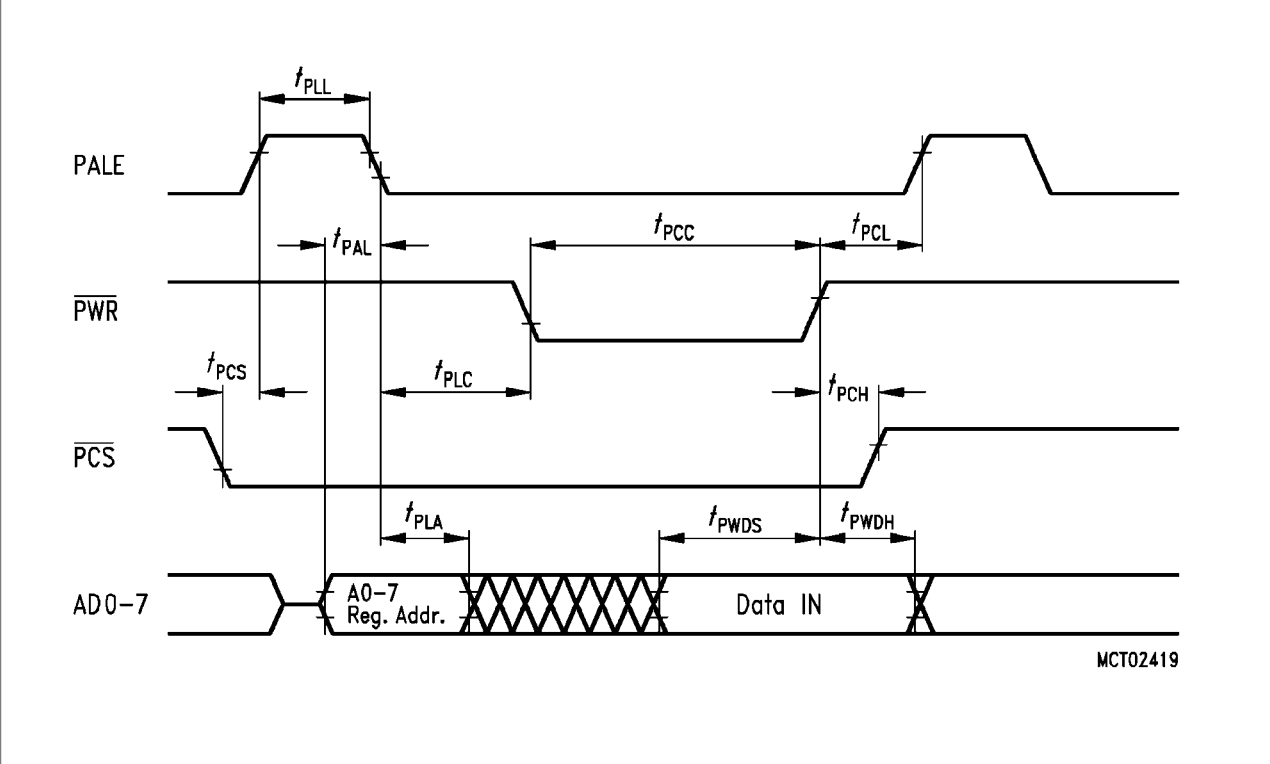 tPLL
PALE
tPAL
tPCC
tPCL
PWR
tPCS
tPLC
tPCH
PCS
tPLA
tPWDS
tPWDH
AD0-7
A0-7
Reg. Addr.
Data IN
MCT02419